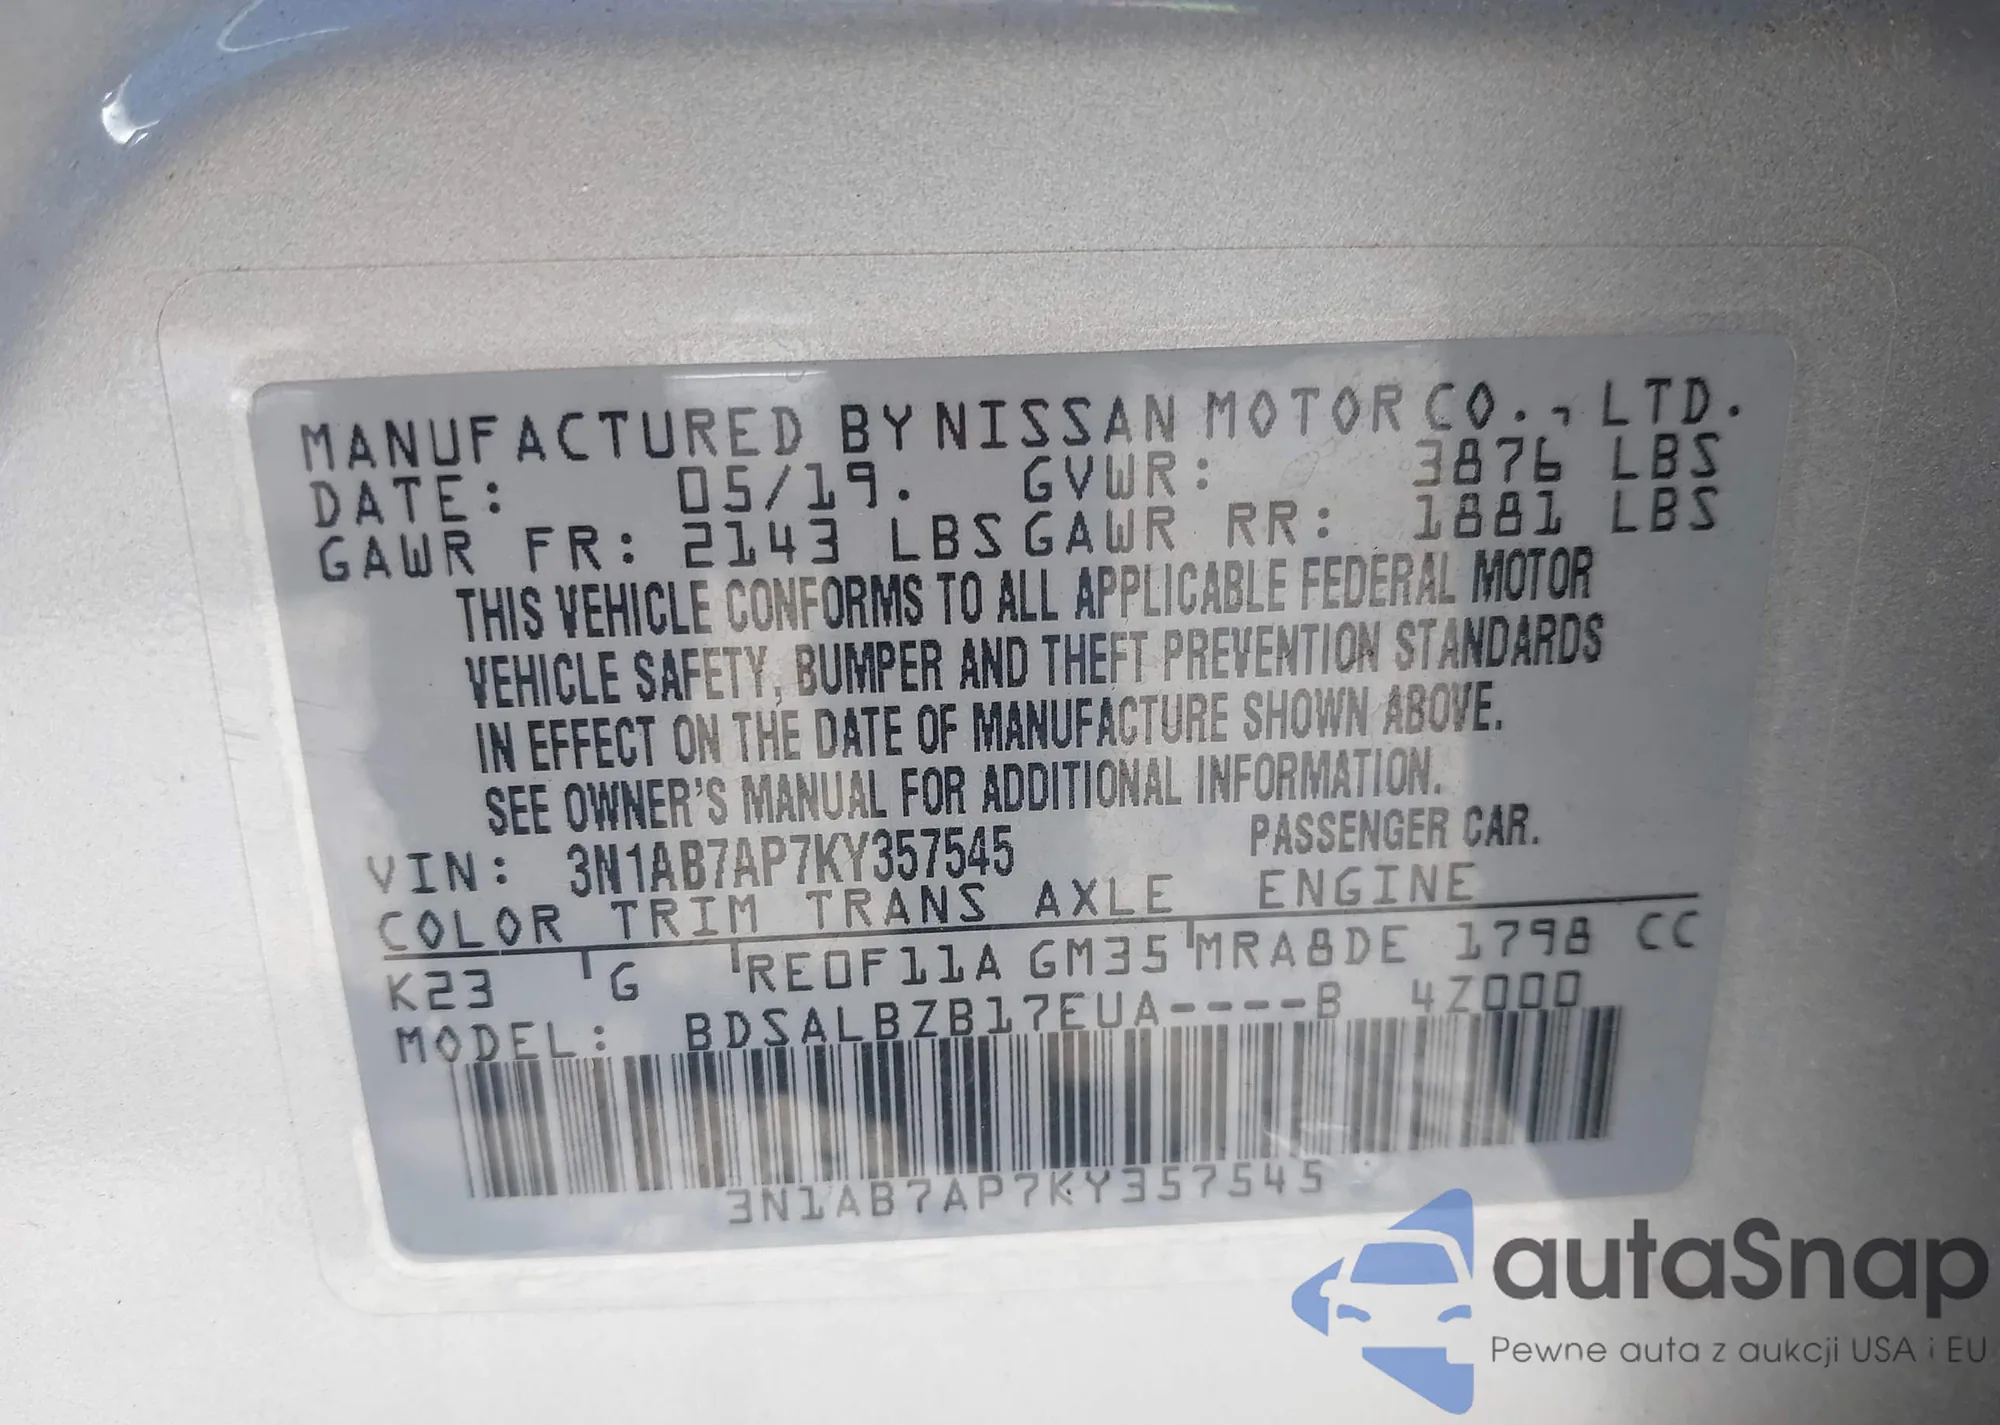 MANUFACTURED BY NISSAN MOTOR CO., LTD.
DATE: 05/19. GVWR: 3876 LBS
GAWR FR: 2143 LBS GAWR RR: 1881 LBS
THIS VEHICLE CONFORMS TO ALL APPLICABLE FEDERAL MOTOR
VEHICLE SAFETY, BUMPER AND THEFT PREVENTION STANDARDS
IN EFFECT ON THE DATE OF MANUFACTURE SHOWN ABOVE.
SEE OWNER'S MANUAL FOR ADDITIONAL INFORMATION.
VIN: 3N1AB7AP7KY357545 PASSENGER CAR.
COLOR TRIM TRANS AXLE ENGINE
K23 G RE0F11A GM35 MRA8DE 1798 CC
MODEL: BDSALBZB17EUA----B 4Z000
3N1AB7AP7KY357545
autaSnap
Pewne auta z aukcji USA i EU